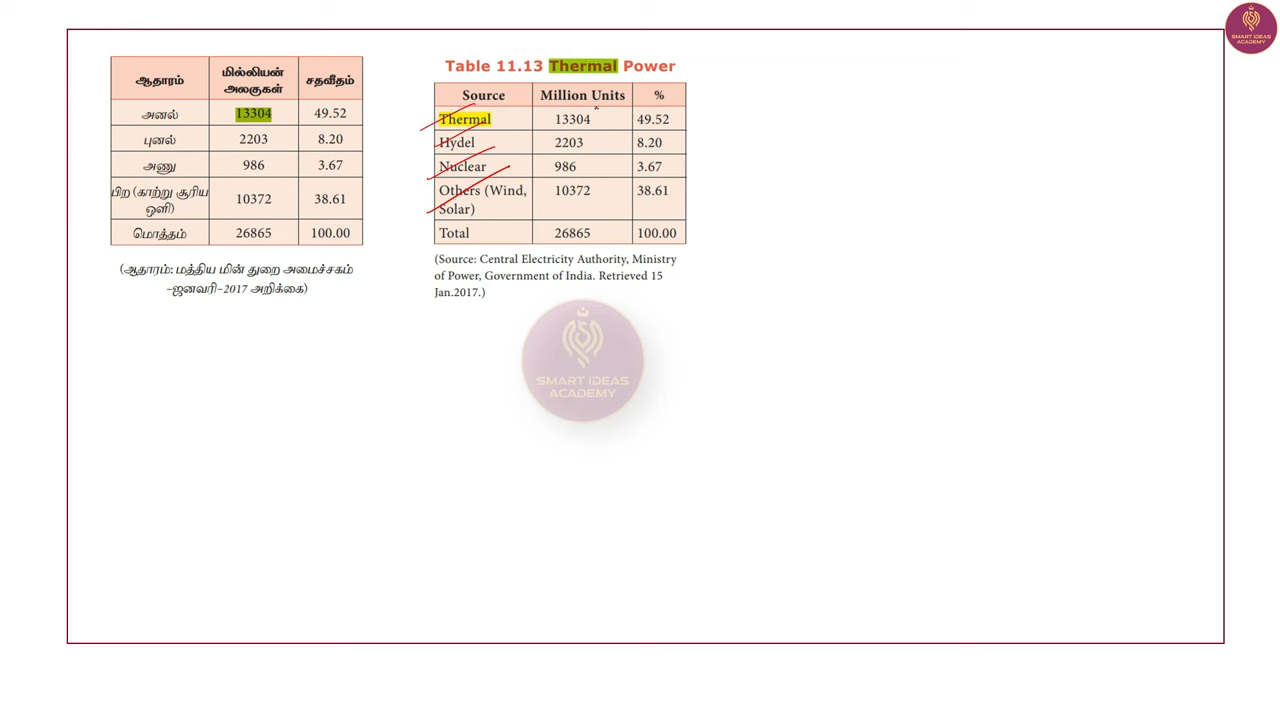 SMART IDEAS
ACADEMY
ஆதாரம் மில்லியன் அலகுகள் சதவீதம்
அனல் 13304 49.52
புனல் 2203 8.20
அணு 986 3.67
பிற (காற்று சூரிய ஒளி) 10372 38.61
மொத்தம் 26865 100.00
(ஆதாரம்: மத்திய மின் துறை அமைச்சகம்
-ஜனவரி-2017 அறிக்கை)
Table 11.13 Thermal Power
Source Million Units %
Thermal 13304 49.52
Hydel 2203 8.20
Nuclear 986 3.67
Others (Wind, Solar) 10372 38.61
Total 26865 100.00
(Source: Central Electricity Authority, Ministry
of Power, Government of India. Retrieved 15
Jan.2017.)
SMART IDEAS
ACADEMY